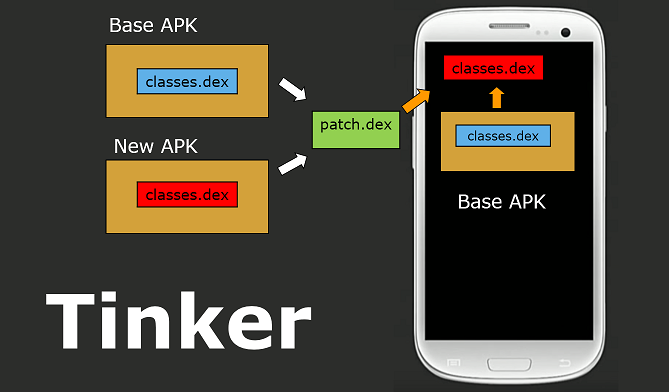 Base APK
classes.dex
New APK
classes.dex
patch.dex
classes.dex
classes.dex
Base APK
Tinker